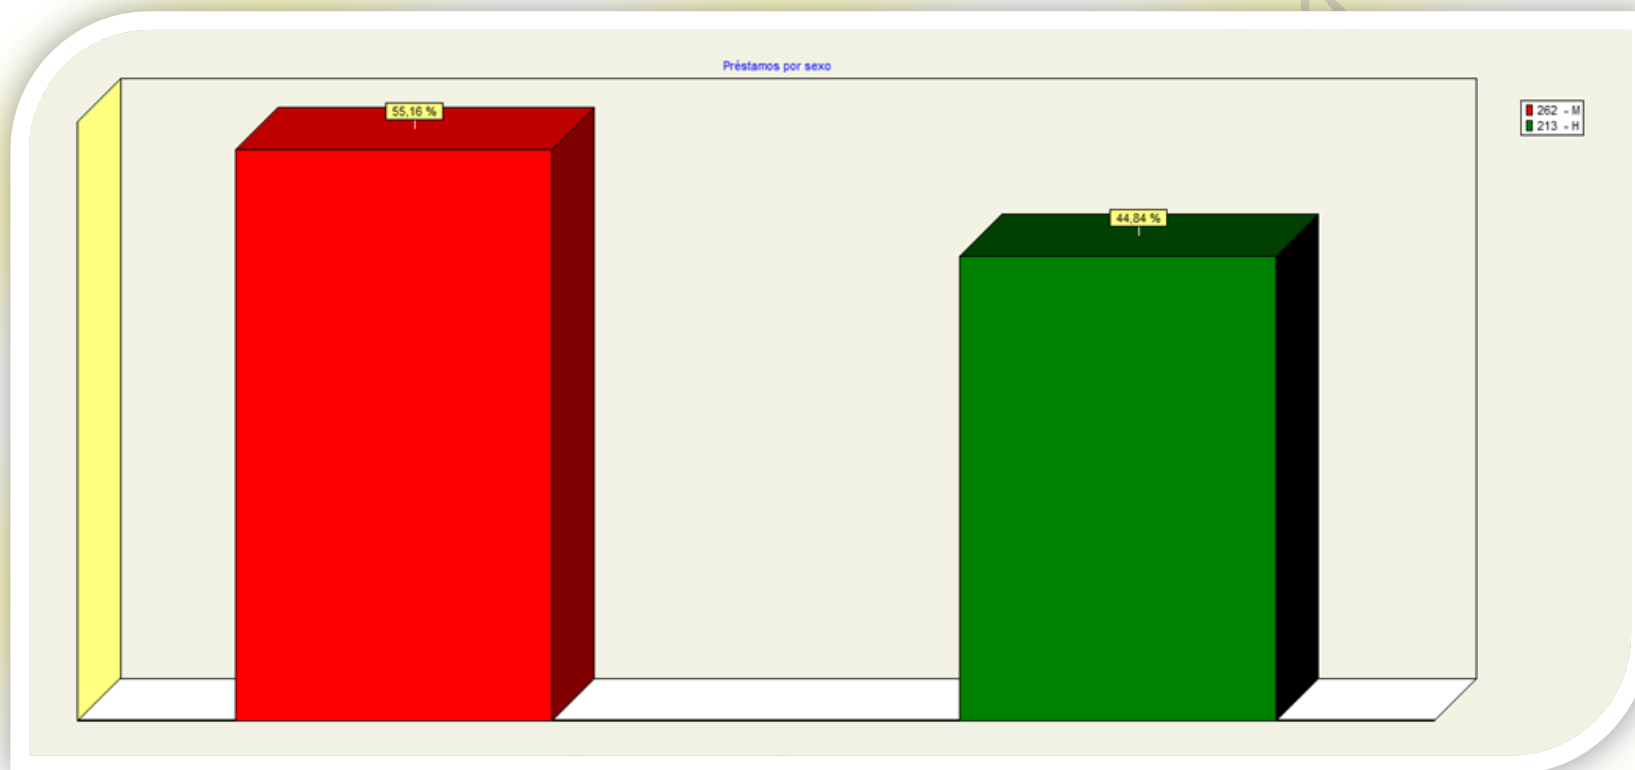 Préstamos por sexo
55,16 %
44,84 %
262 - M
213 - H